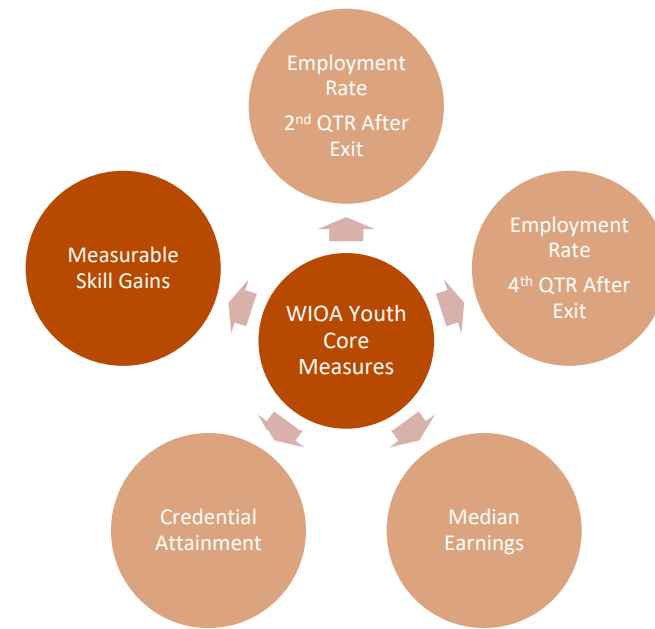 Employment
Rate
2nd QTR After
Exit
Employment
Rate
4th QTR After
Exit
Measurable
Skill Gains
WIOA Youth
Core
Measures
Credential
Attainment
Median
Earnings